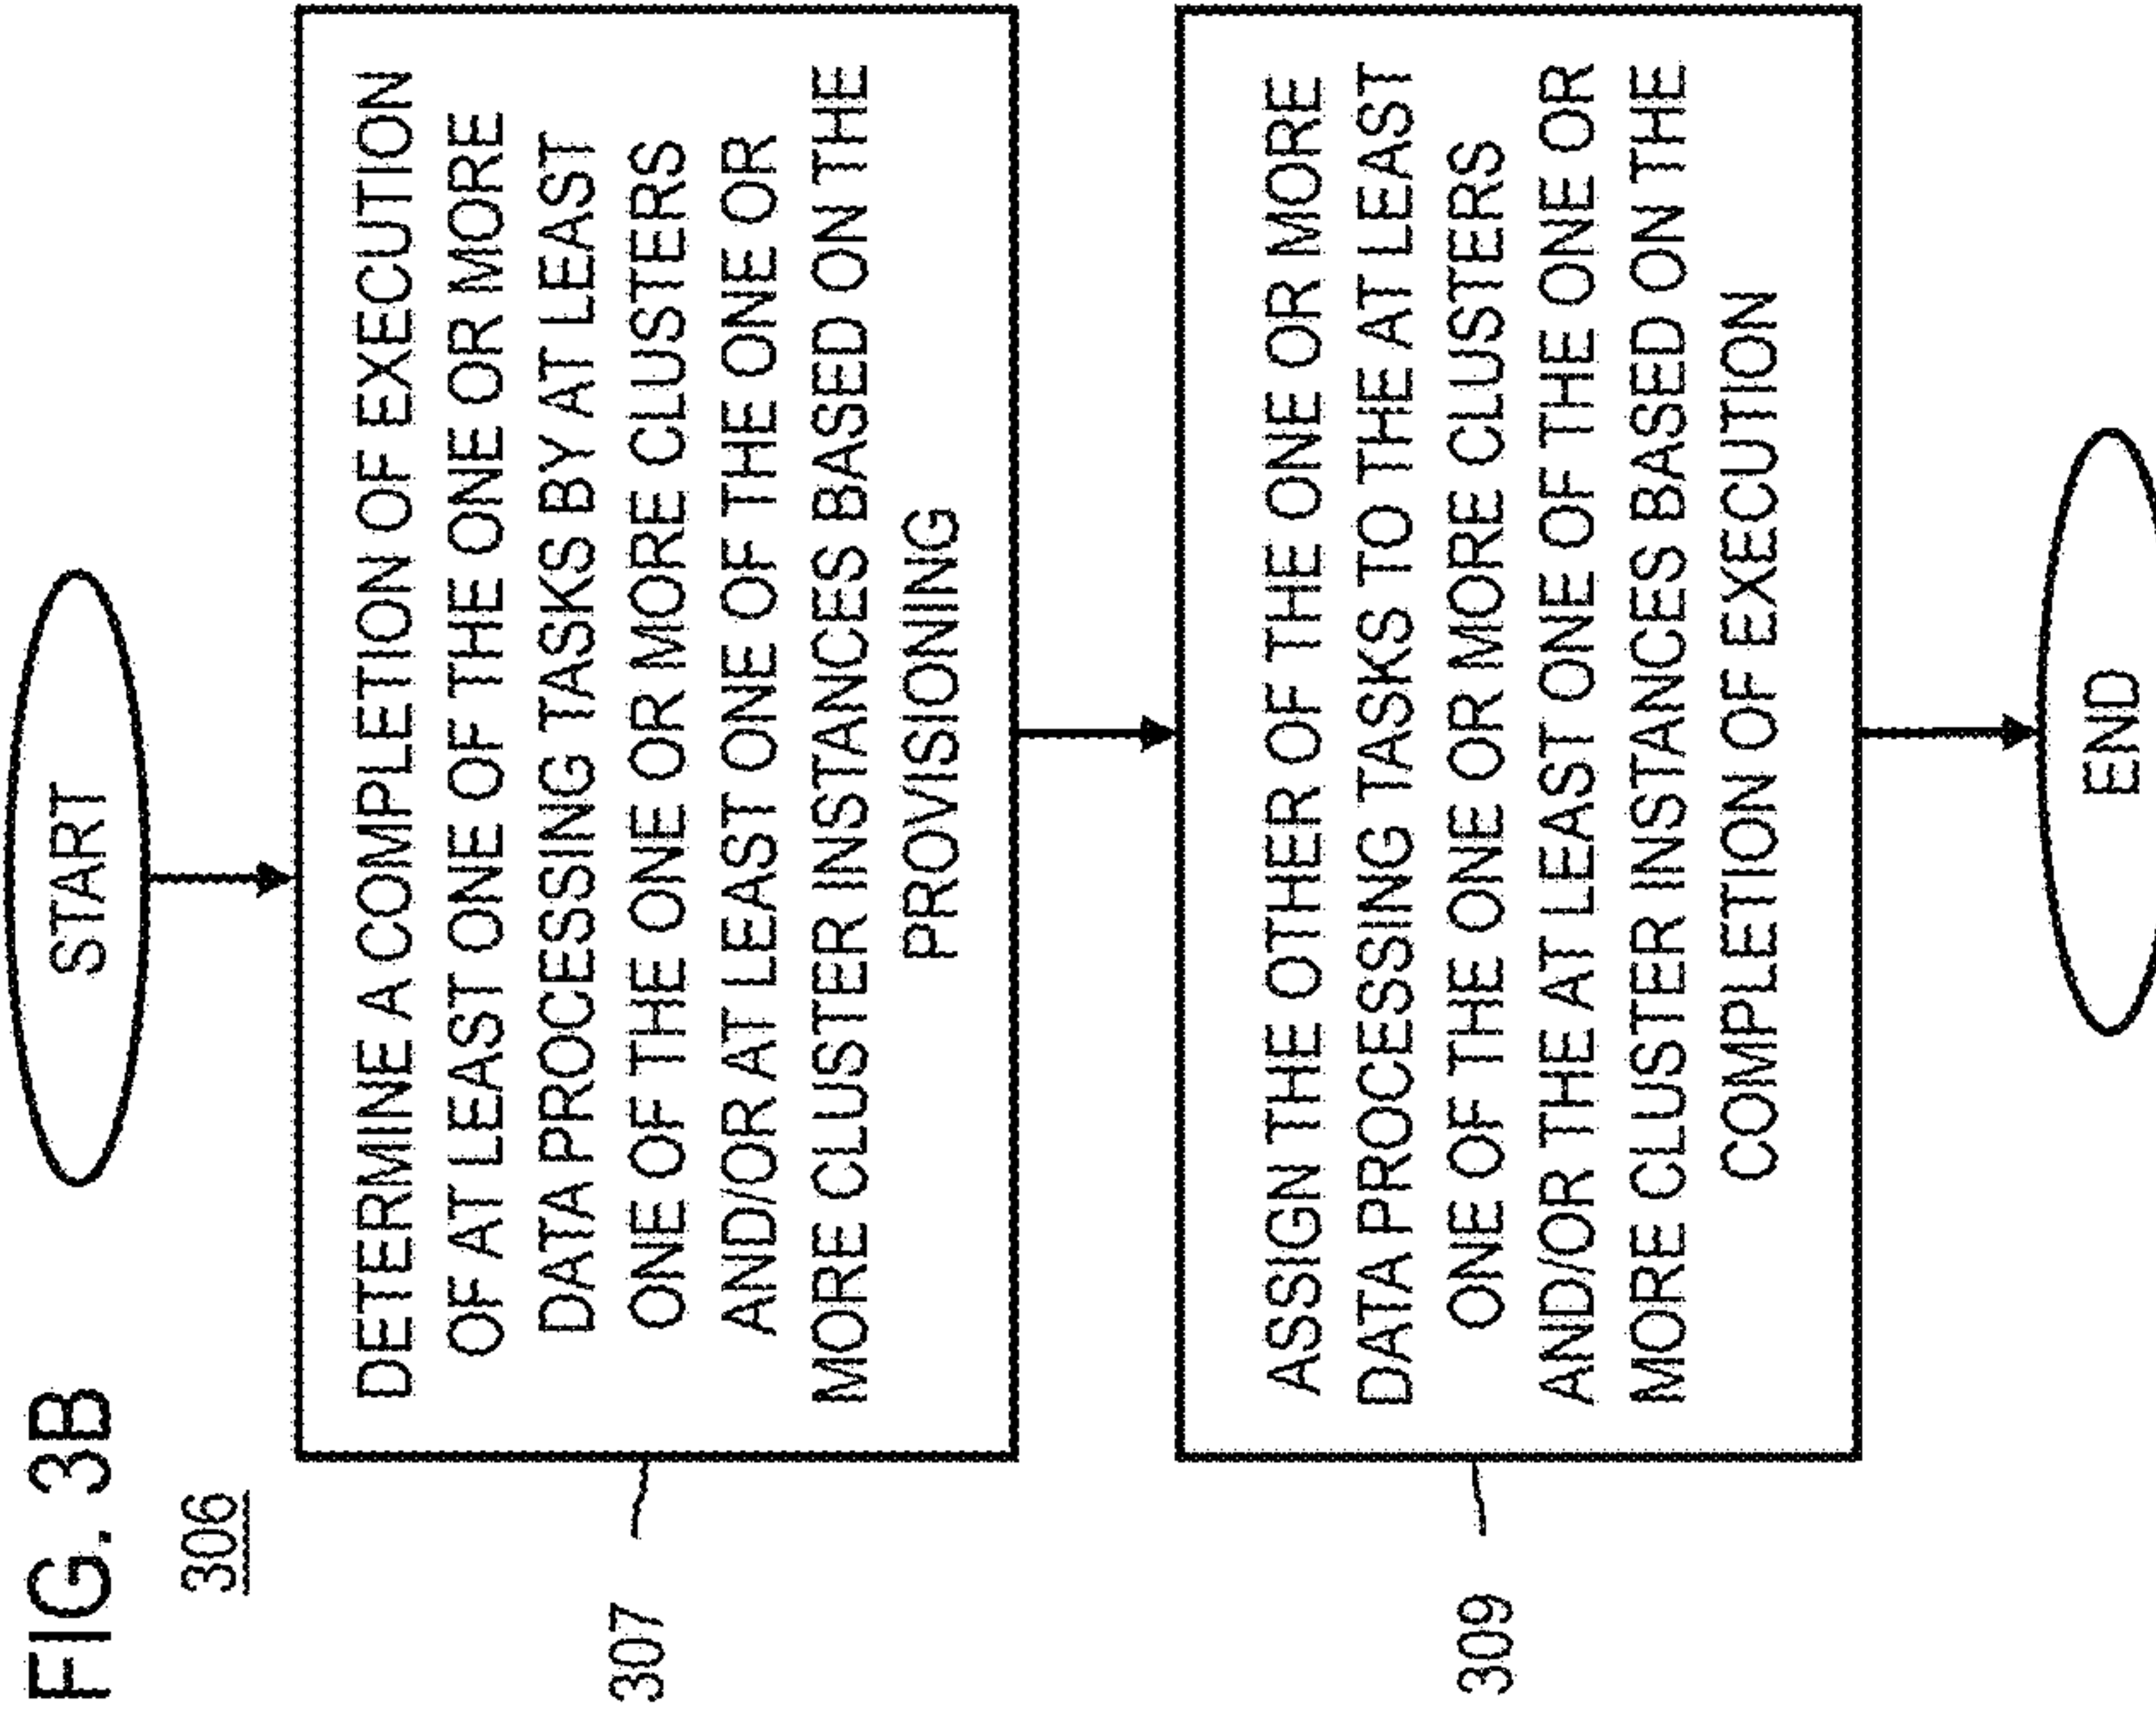 FIG. 3B
306
START
307
DETERMINE A COMPLETION OF EXECUTION
OF AT LEAST ONE OF THE ONE OR MORE
DATA PROCESSING TASKS BY AT LEAST
ONE OF THE ONE OR MORE CLUSTERS
AND/OR AT LEAST ONE OF THE ONE OR
MORE CLUSTER INSTANCES BASED ON THE
PROVISIONING
309
ASSIGN THE OTHER OF THE ONE OR MORE
DATA PROCESSING TASKS TO THE AT LEAST
ONE OF THE ONE OR MORE CLUSTERS
AND/OR THE AT LEAST ONE OF THE ONE OR
MORE CLUSTER INSTANCES BASED ON THE
COMPLETION OF EXECUTION
END